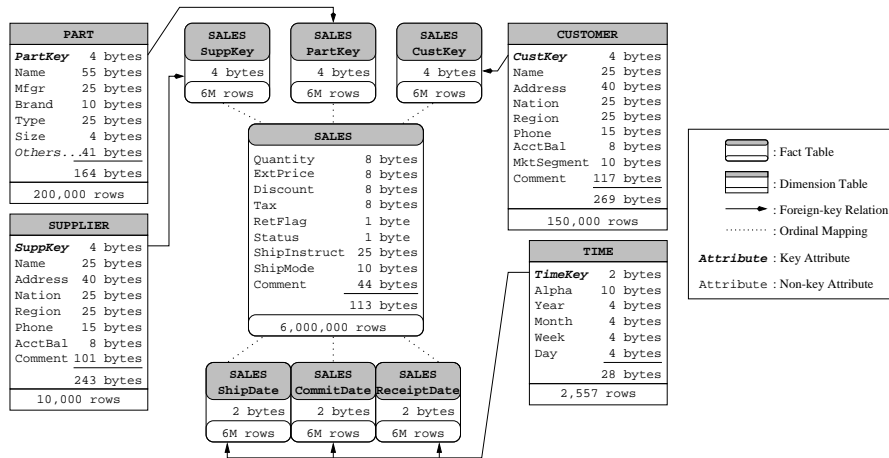 PART
PartKey 4 bytes
Name 55 bytes
Mfgr 25 bytes
Brand 10 bytes
Type 25 bytes
Size 4 bytes
Others... 41 bytes
164 bytes
200,000 rows
SUPPLIER
SuppKey 4 bytes
Name 25 bytes
Address 40 bytes
Nation 25 bytes
Region 25 bytes
Phone 15 bytes
AcctBal 8 bytes
Comment 101 bytes
243 bytes
10,000 rows
SALES
SuppKey
4 bytes
6M rows
SALES
PartKey
4 bytes
6M rows
SALES
CustKey
4 bytes
6M rows
SALES
Quantity 8 bytes
ExtPrice 8 bytes
Discount 8 bytes
Tax 8 bytes
RetFlag 1 byte
Status 1 byte
ShipInstruct 25 bytes
ShipMode 10 bytes
Comment 44 bytes
113 bytes
6,000,000 rows
SALES
ShipDate
2 bytes
6M rows
SALES
CommitDate
2 bytes
6M rows
SALES
ReceiptDate
2 bytes
6M rows
CUSTOMER
CustKey 4 bytes
Name 25 bytes
Address 40 bytes
Nation 25 bytes
Region 25 bytes
Phone 15 bytes
AcctBal 8 bytes
MktSegment 10 bytes
Comment 117 bytes
269 bytes
150,000 rows
TIME
TimeKey 2 bytes
Alpha 10 bytes
Year 4 bytes
Month 4 bytes
Week 4 bytes
Day 4 bytes
28 bytes
2,557 rows
: Fact Table
: Dimension Table
: Foreign-key Relation
: Ordinal Mapping
Attribute : Key Attribute
Attribute : Non-key Attribute